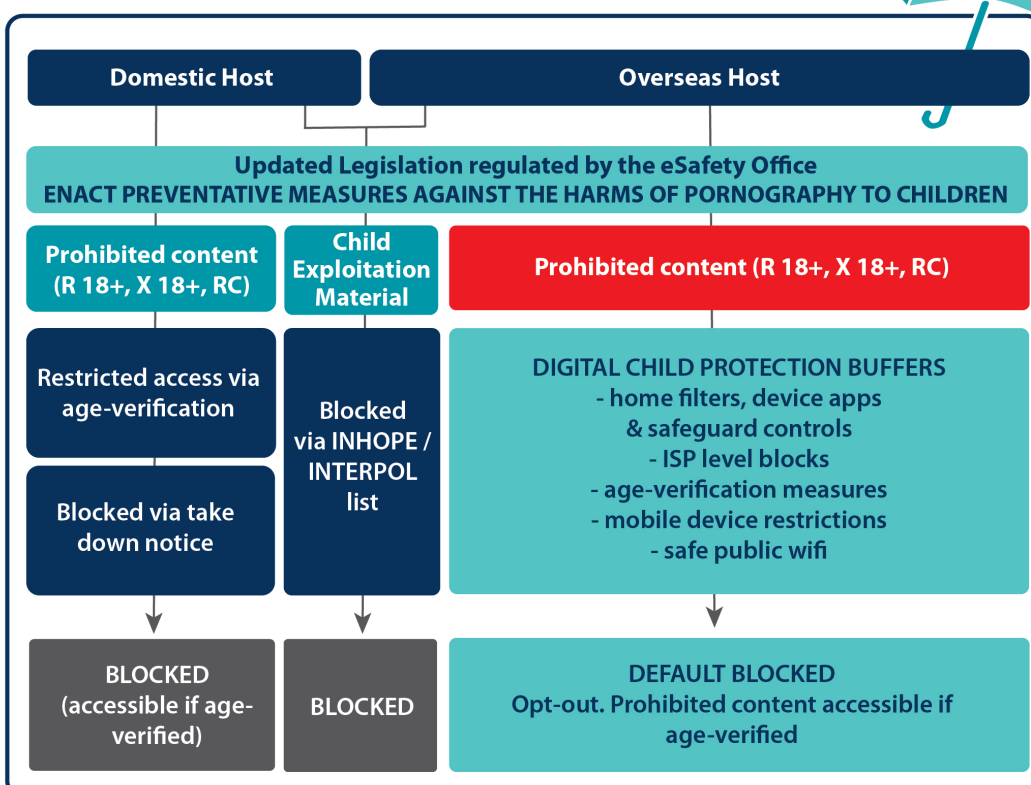 Domestic Host
Overseas Host
Updated Legislation regulated by the eSafety Office
ENACT PREVENTATIVE MEASURES AGAINST THE HARMS OF PORNOGRAPHY TO CHILDREN
Prohibited content
(R 18+, X 18+, RC)
Child
Exploitation
Material
Prohibited content (R 18+, X 18+, RC)
Restricted access via
age-verification
Blocked via take
down notice
Blocked
via INHOPE /
INTERPOL
list
DIGITAL CHILD PROTECTION BUFFERS
- home filters, device apps
& safeguard controls
- ISP level blocks
- age-verification measures
- mobile device restrictions
- safe public wifi
BLOCKED
(accessible if age-
verified)
BLOCKED
DEFAULT BLOCKED
Opt-out. Prohibited content accessible if
age-verified